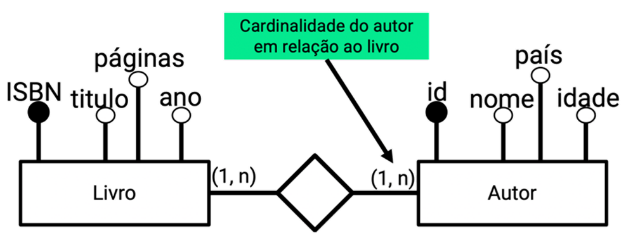 Cardinalidade do autor
em relação ao livro
ISBN
titulo
páginas
ano
id
nome
país
idade
Livro
(1, n)
(1, n)
Autor